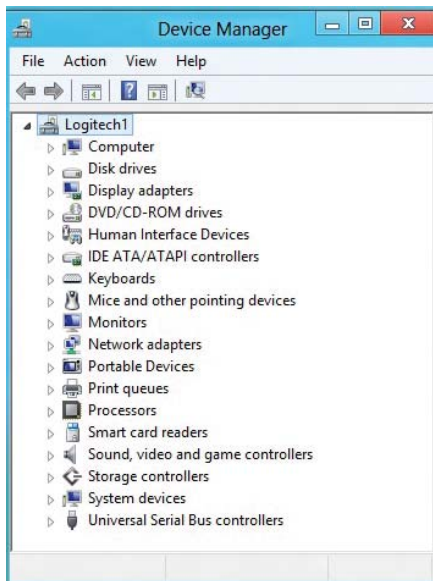 Device Manager
File Action View Help
Logitech1
Computer
Disk drives
Display adapters
DVD/CD-ROM drives
Human Interface Devices
IDE ATA/ATAPI controllers
Keyboards
Mice and other pointing devices
Monitors
Network adapters
Portable Devices
Print queues
Processors
Smart card readers
Sound, video and game controllers
Storage controllers
System devices
Universal Serial Bus controllers